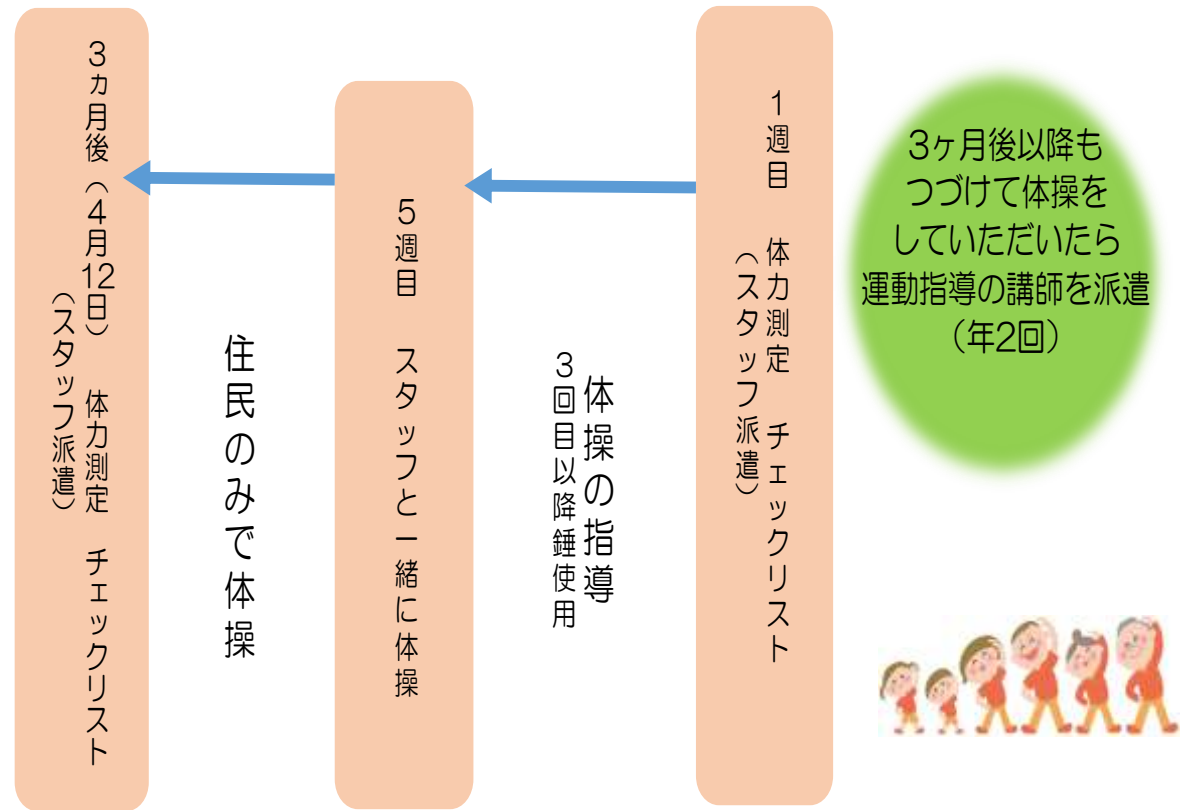 3ヶ月後以降も
つづけて体操を
していただいたら
運動指導の講師を派遣
（年2回）
1週目　体力測定　チェックリスト
（スタッフ派遣）
体操の指導
3回目以降錘使用
5週目　スタッフと一緒に体操
住民のみで体操
3ヵ月後（4月12日）　体力測定　チェックリスト
（スタッフ派遣）